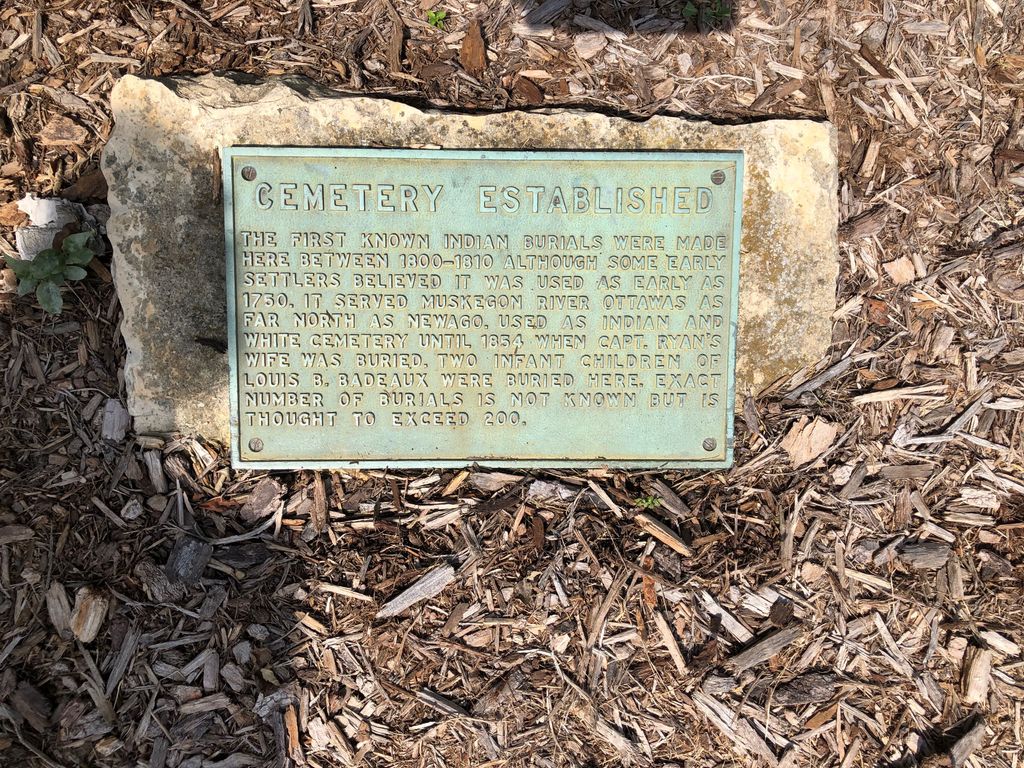 CEMETERY ESTABLISHED
THE FIRST KNOWN INDIAN BURIALS WERE MADE
HERE BETWEEN 1800-1810 ALTHOUGH SOME EARLY
SETTLERS BELIEVED IT WAS USED AS EARLY AS
1750. IT SERVED MUSKEGON RIVER OTTAWAS AS
FAR NORTH AS NEWAGO. USED AS INDIAN AND
WHITE CEMETERY UNTIL 1854 WHEN CAPT. RYAN'S
WIFE WAS BURIED. TWO INFANT CHILDREN OF
LOUIS B. BADEAUX WERE BURIED HERE. EXACT
NUMBER OF BURIALS IS NOT KNOWN BUT IS
THOUGHT TO EXCEED 200.